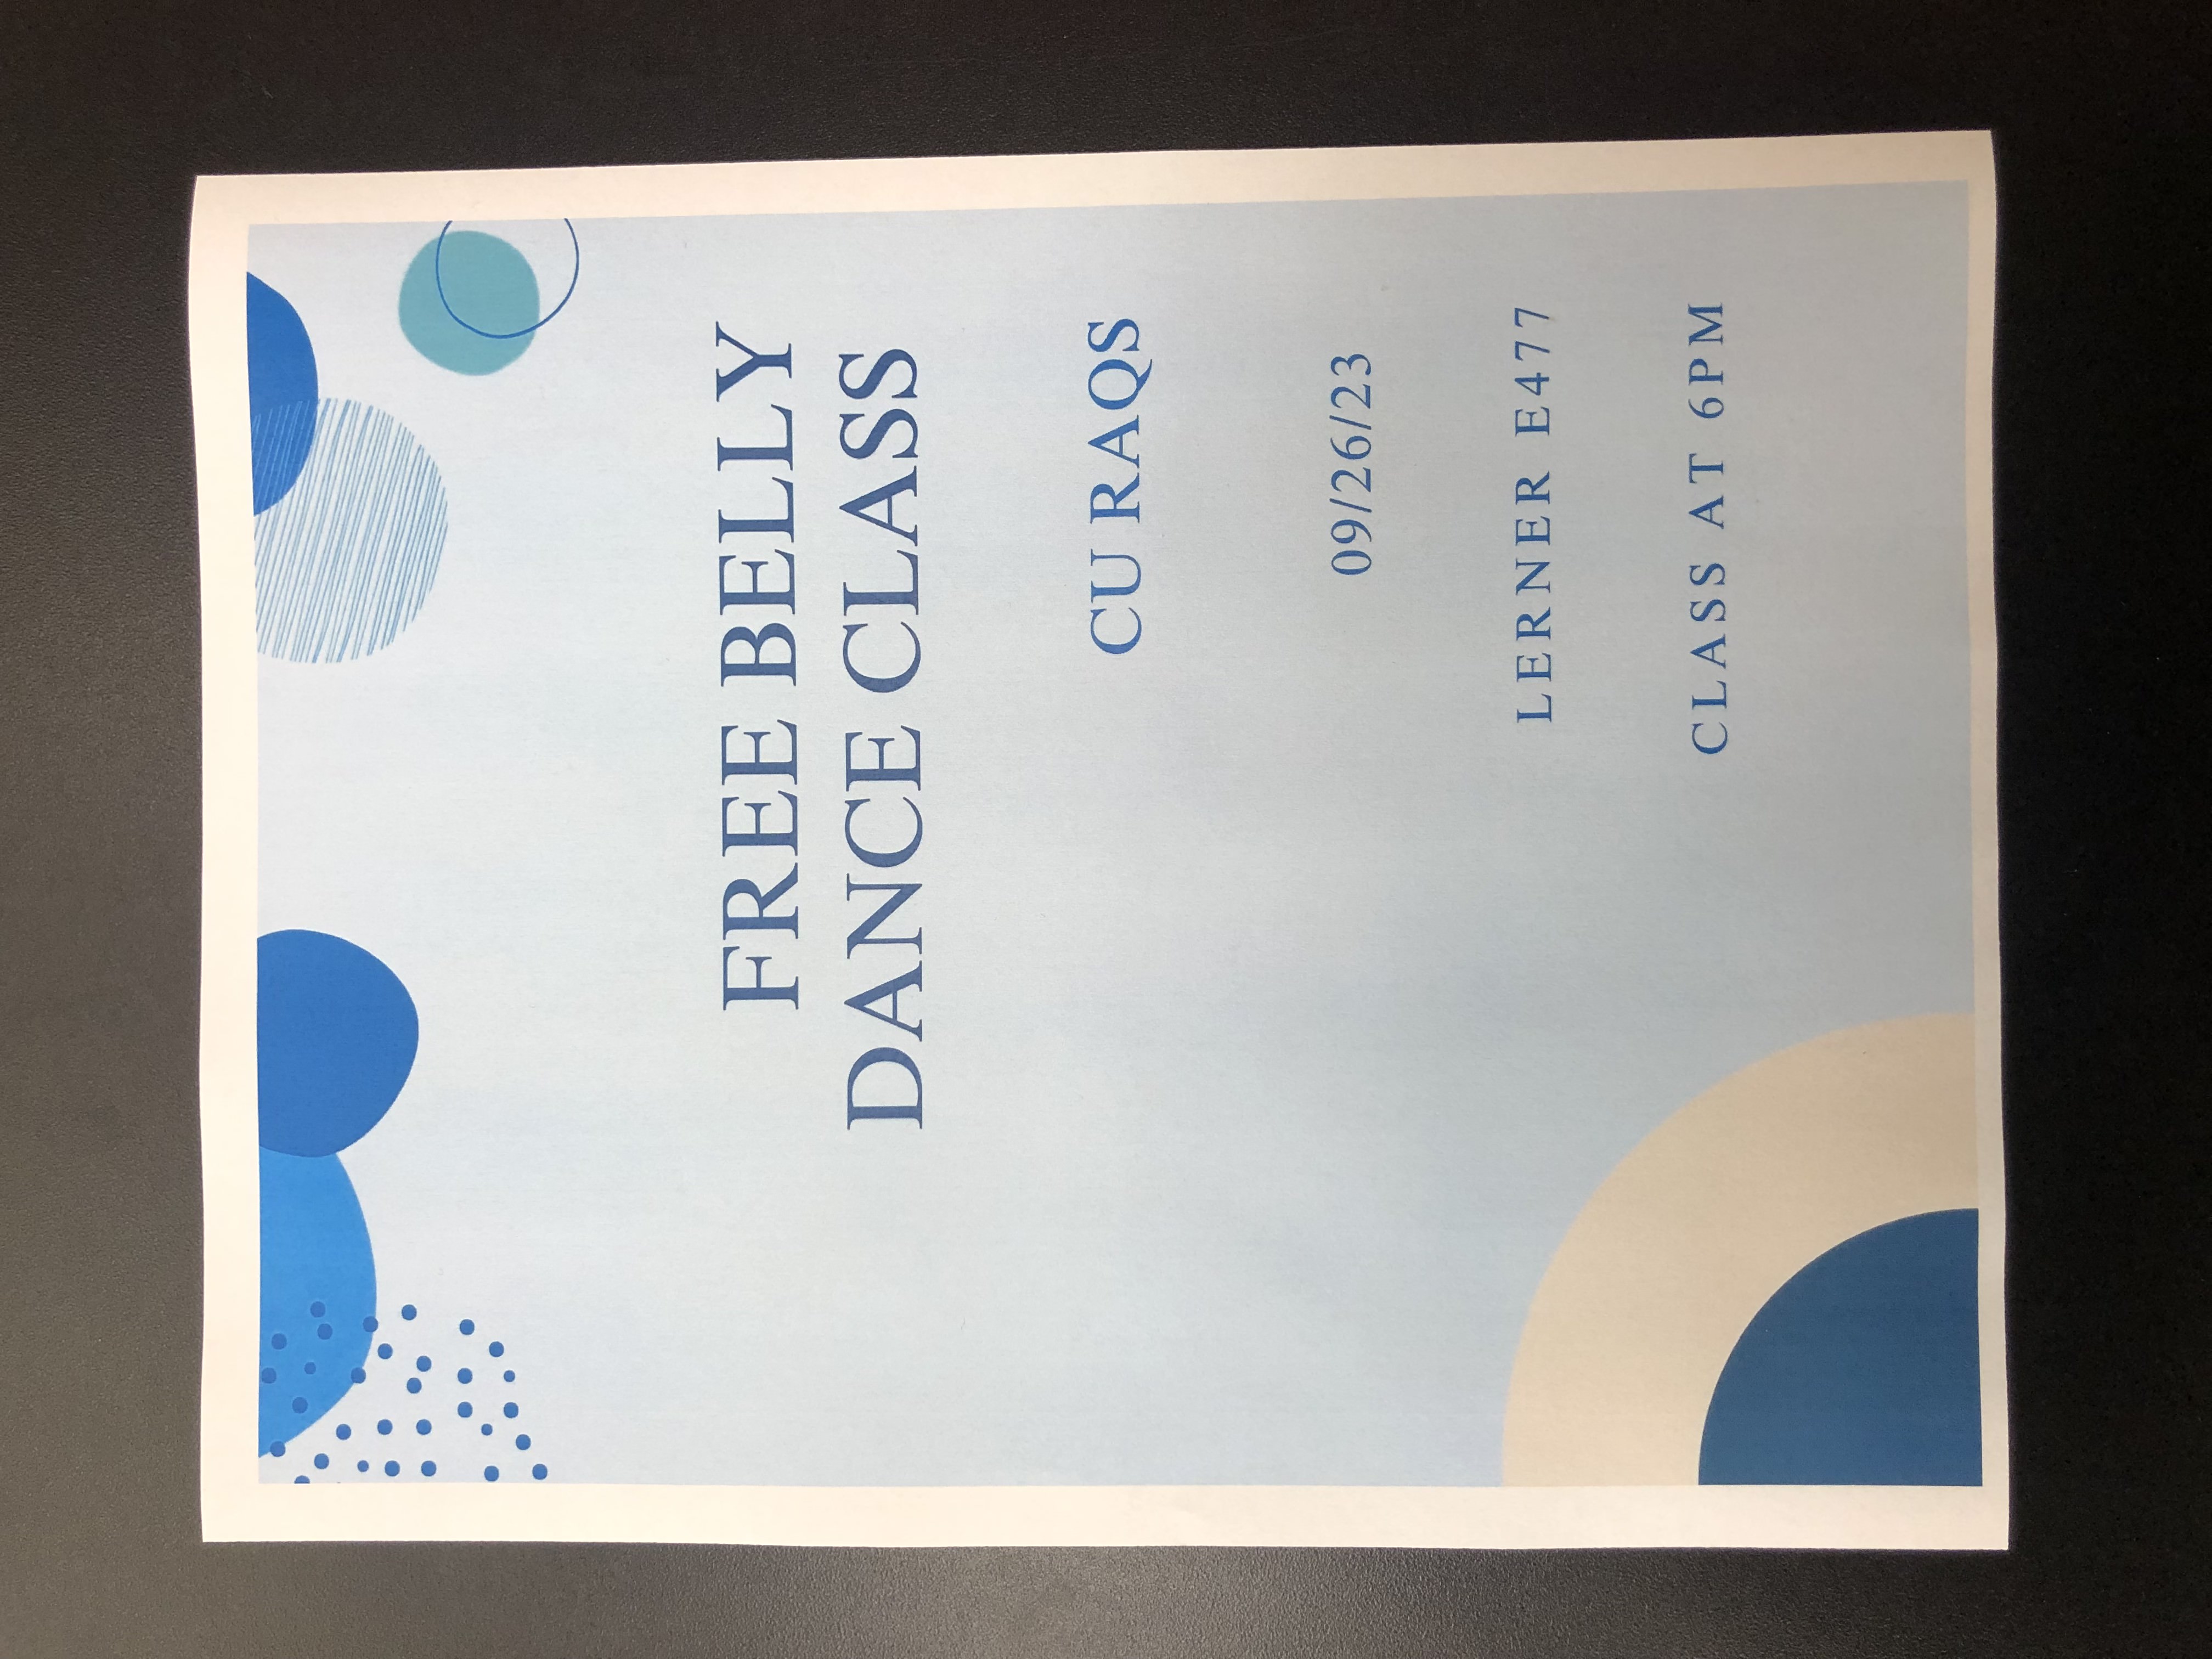 FREE BELLY
DANCE CLASS
CU RAQS
09/26/23
LERNER E477
CLASS AT 6PM